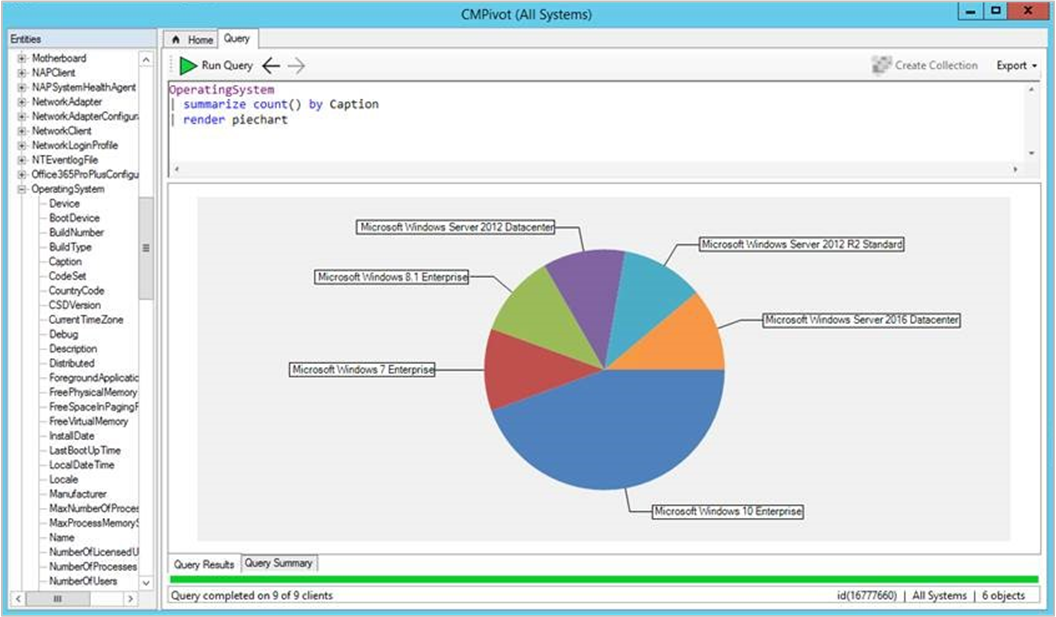 CMPivot (All Systems)
Entities
Motherboard
NAPClient
NAPSystemHealthAgent
NetworkAdapter
NetworkAdapterConfigura
NetworkClient
NetworkLoginProfile
NTEventlogFile
Office365ProPlusConfigu
OperatingSystem
Device
BootDevice
BuildNumber
BuildType
Caption
CodeSet
CountryCode
CSDVersion
CurrentTimeZone
Debug
Description
Distributed
ForegroundApplicatic
FreePhysicalMemory
FreeSpaceInPagingF
FreeVirtualMemory
InstallDate
LastBootUpTime
LocalDateTime
Locale
Manufacturer
MaxNumberOfProces
MaxProcessMemoryS
Name
NumberOfLicensedU
NumberOfProcesses
NumberOfUsers
Home Query
Run Query
Create Collection Export
OperatingSystem
| summarize count() by Caption
| render piechart
Microsoft Windows Server 2012 Datacenter
Microsoft Windows Server 2012 R2 Standard
Microsoft Windows 8.1 Enterprise
Microsoft Windows Server 2016 Datacenter
Microsoft Windows 7 Enterprise
Microsoft Windows 10 Enterprise
Query Results Query Summary
Query completed on 9 of 9 clients
id(16777660) | All Systems | 6 objects